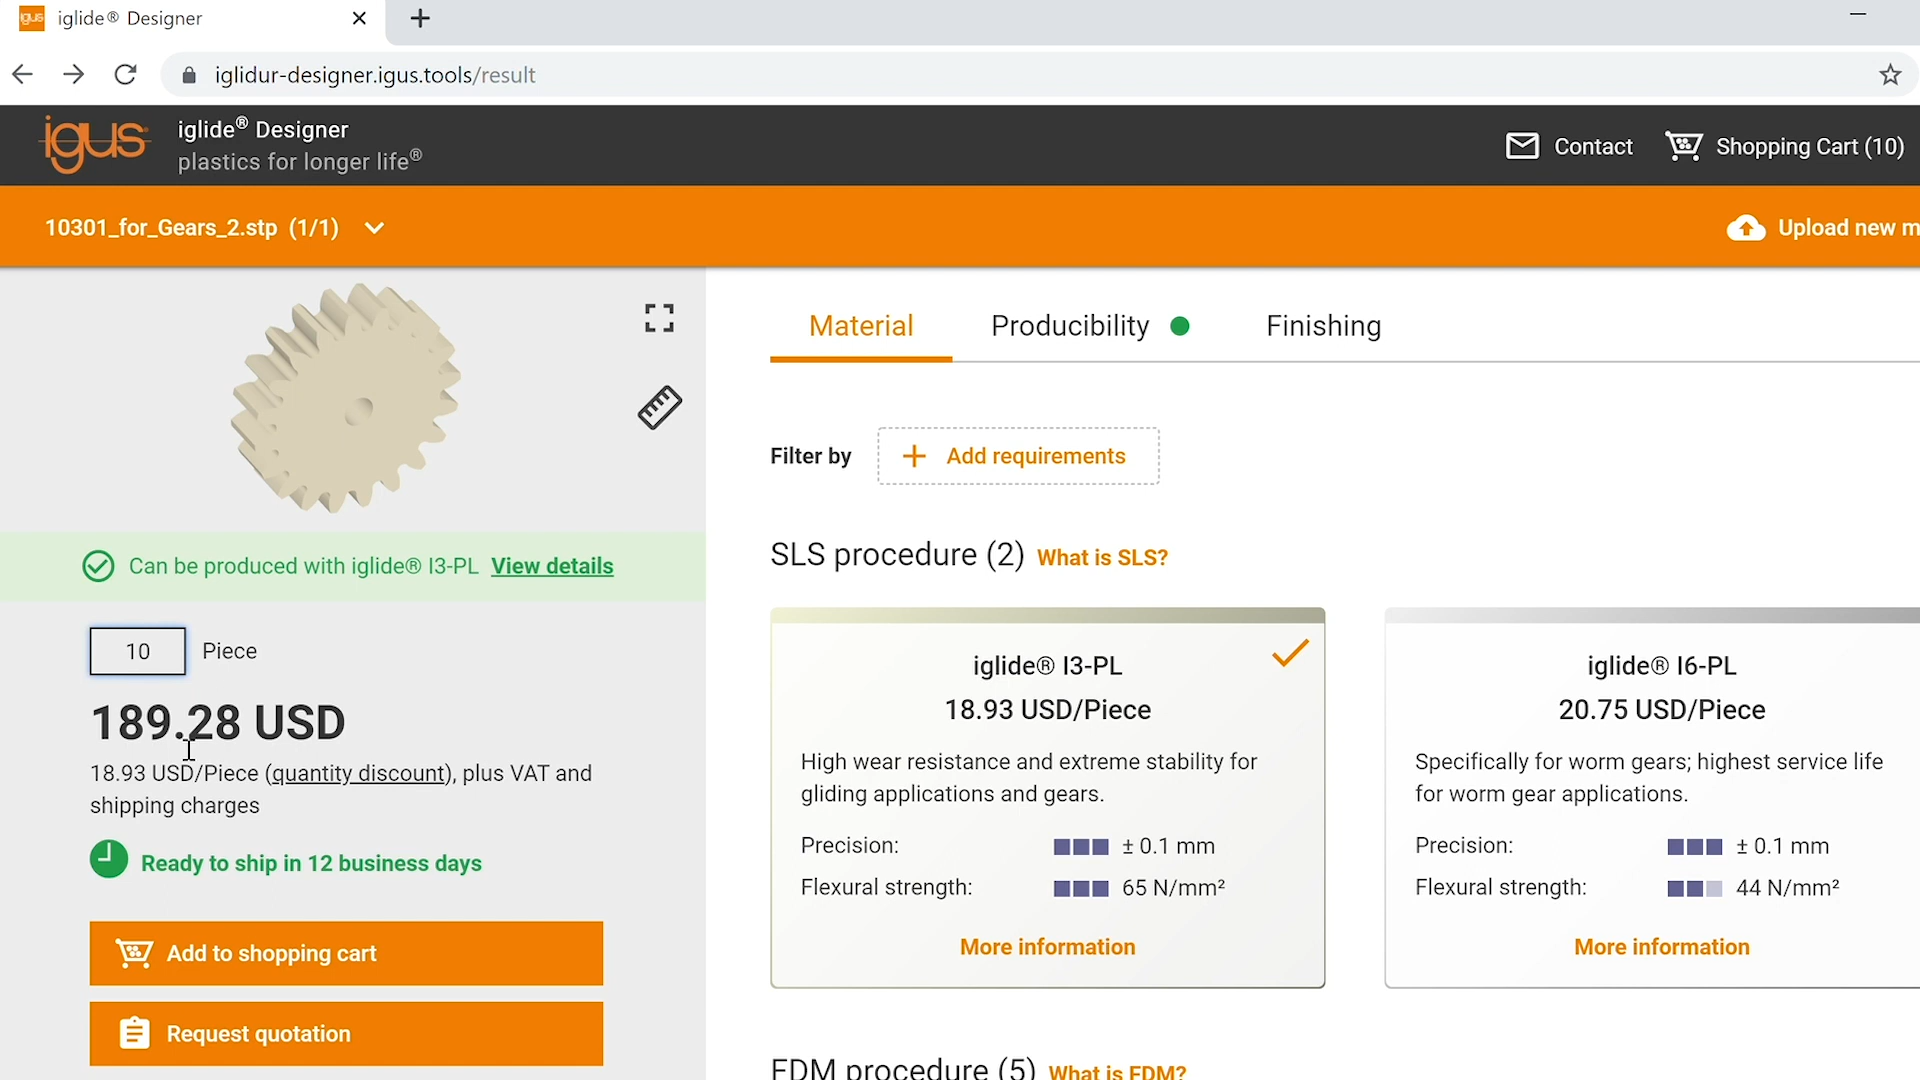 igus
iglide® Designer
iglidur-designer.igus.tools/result
igus
iglide® Designer
plastics for longer life®
Contact
Shopping Cart (10)
10301_for_Gears_2.stp (1/1)
Upload new m
Can be produced with iglide® I3-PL View details
10 Piece
189.28 USD
18.93 USD/Piece (quantity discount), plus VAT and
shipping charges
Ready to ship in 12 business days
Add to shopping cart
Request quotation
Material
Producibility
Finishing
Filter by
Add requirements
SLS procedure (2) What is SLS?
iglide® I3-PL
18.93 USD/Piece
High wear resistance and extreme stability for
gliding applications and gears.
Precision: ± 0.1 mm
Flexural strength: 65 N/mm²
More information
iglide® I6-PL
20.75 USD/Piece
Specifically for worm gears; highest service life
for worm gear applications.
Precision: ± 0.1 mm
Flexural strength: 44 N/mm²
More information
FDM procedure (5) What is FDM?